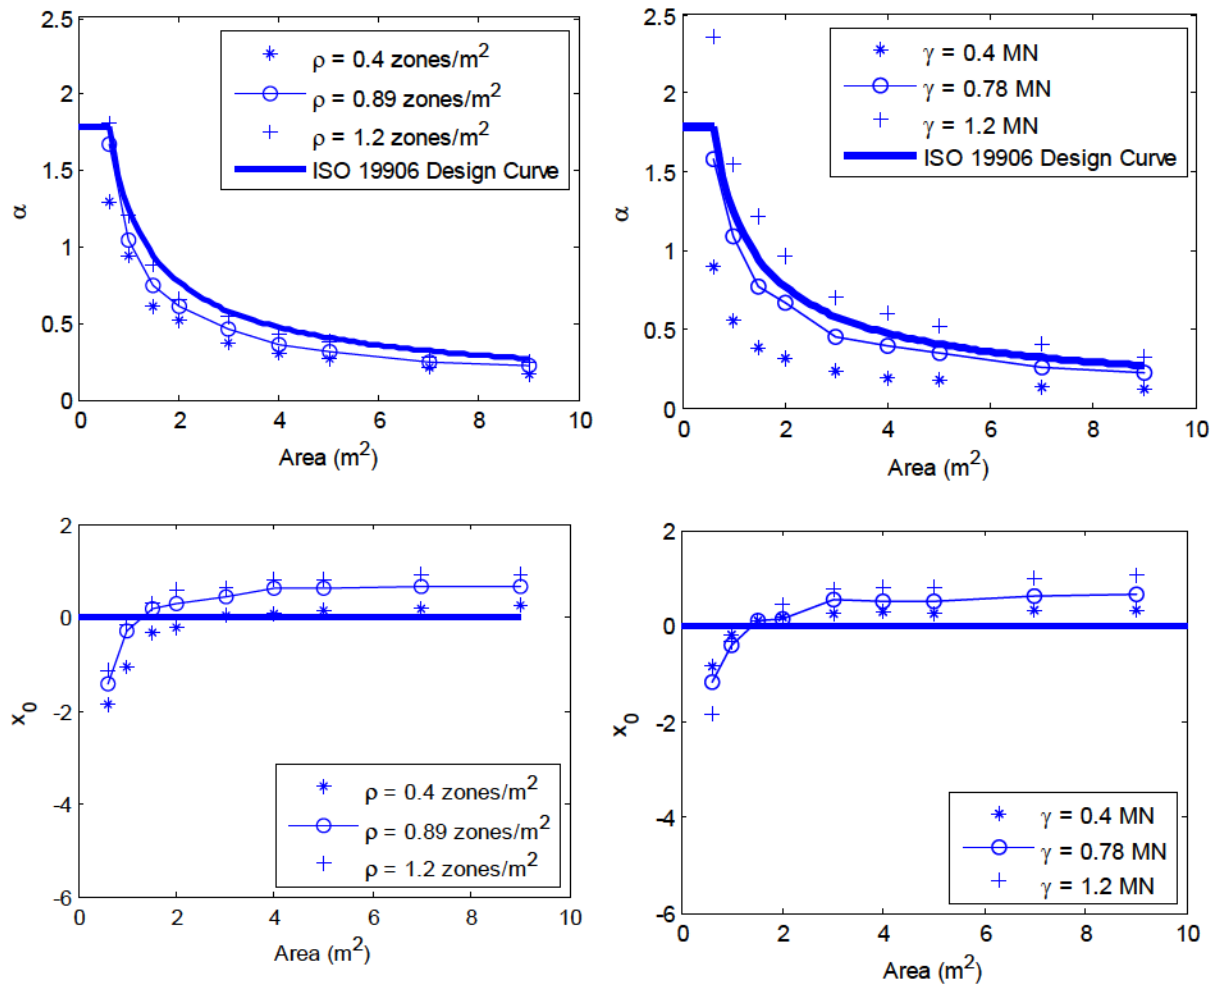 2.5
2
1.5
1
0.5
0
α
ρ = 0.4 zones/m²
ρ = 0.89 zones/m²
ρ = 1.2 zones/m²
ISO 19906 Design Curve
0 2 4 6 8 10
Area (m²)
2.5
2
1.5
1
0.5
0
α
γ = 0.4 MN
γ = 0.78 MN
γ = 1.2 MN
ISO 19906 Design Curve
0 2 4 6 8 10
Area (m²)
2
0
-2
-4
-6
x₀
ρ = 0.4 zones/m²
ρ = 0.89 zones/m²
ρ = 1.2 zones/m²
0 2 4 6 8 10
Area (m²)
2
0
-2
-4
-6
x₀
γ = 0.4 MN
γ = 0.78 MN
γ = 1.2 MN
0 2 4 6 8 10
Area (m²)